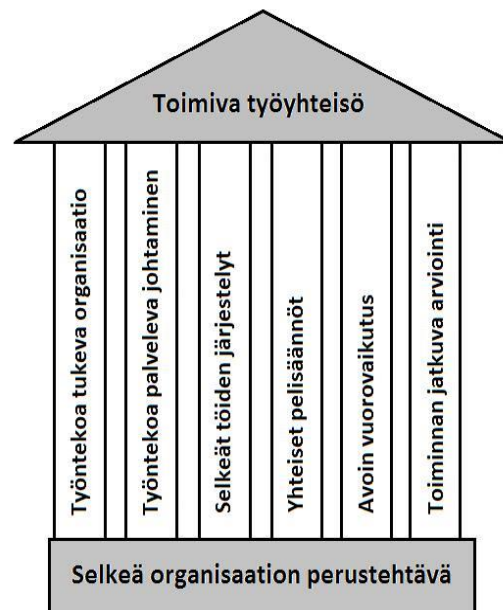 Toimiva työyhteisö
Työntekoa tukeva organisaatio
Työntekoa palveleva johtaminen
Selkeät töiden järjestelyt
Yhteiset pelisäännöt
Avoin vuorovaikutus
Toiminnan jatkuva arviointi
Selkeä organisaation perustehtävä